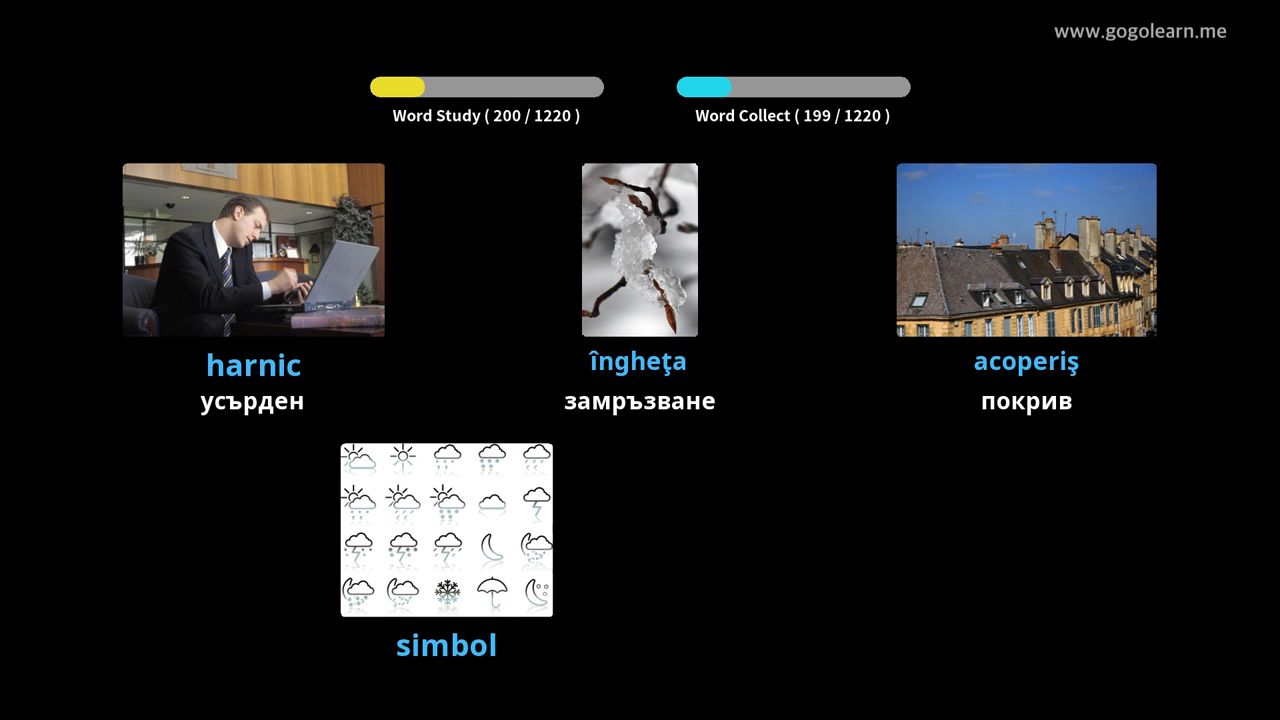 www.gogolearn.me
Word Study ( 200 / 1220 )
Word Collect ( 199 / 1220 )
harnic
îngheţa
acoperiş
усърден
замръзване
покрив
simbol